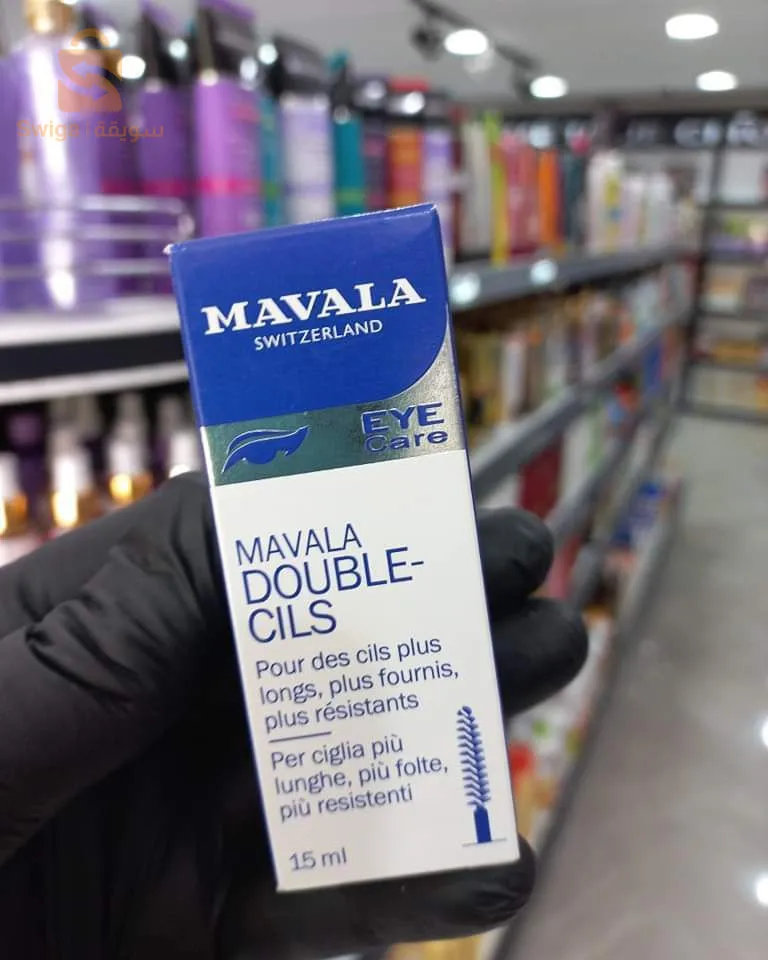 Swiga سويقة
MAVALA
SWITZERLAND
EYE
Care
MAVALA
DOUBLE-
CILS
Pour des cils plus
longs, plus fournis,
plus résistants
Per ciglia più
lunghe, più folte,
più resistenti
15 ml